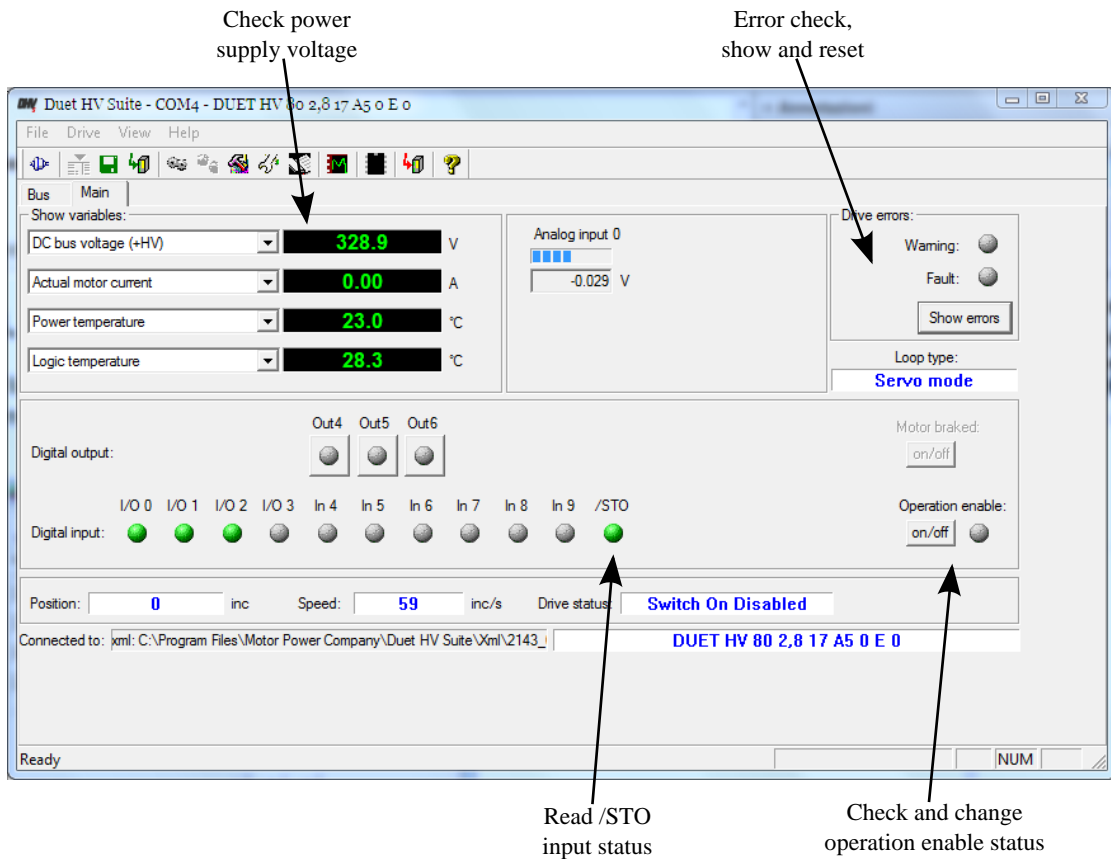 Check power
supply voltage
Error check,
show and reset
Duet HV Suite - COM4 - DUET HV 80 2,8 17 A5 0 E 0
File Drive View Help
Bus Main
Show variables:
DC bus voltage (+HV) 328.9 V
Actual motor current 0.00 A
Power temperature 23.0 °C
Logic temperature 28.3 °C
Analog input 0
-0.029 V
Drive errors:
Warning:
Fault:
Show errors
Loop type:
Servo mode
Out4 Out5 Out6
Digital output:
Motor braked:
on/off
I/O 0 I/O 1 I/O 2 I/O 3 In 4 In 5 In 6 In 7 In 8 In 9 /STO
Digital input:
Operation enable:
on/off
Position: 0 inc Speed: 59 inc/s Drive status: Switch On Disabled
Connected to: xml: C:\Program Files\Motor Power Company\Duet HV Suite\Xml\2143_ DUET HV 80 2,8 17 A5 0 E 0
Ready NUM
Read /STO
input status
Check and change
operation enable status